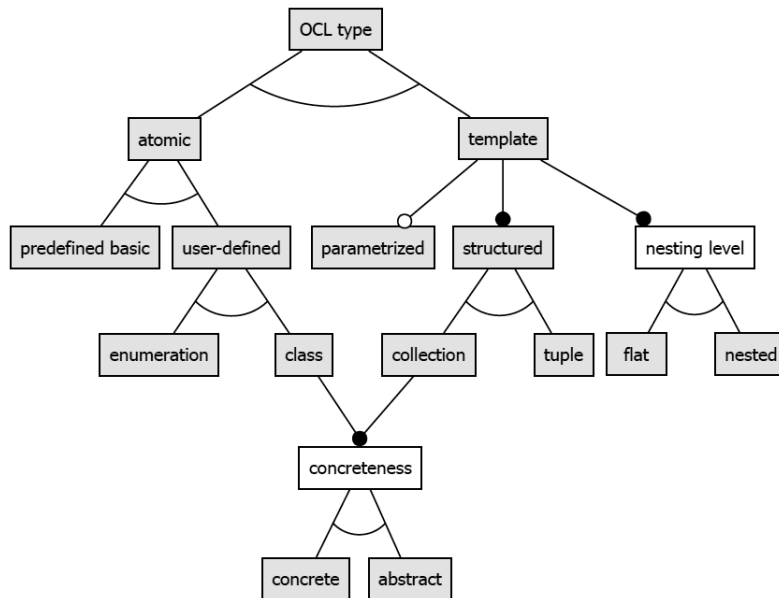 OCL type
atomic
template
predefined basic
user-defined
parametrized
structured
nesting level
enumeration
class
collection
tuple
flat
nested
concreteness
concrete
abstract